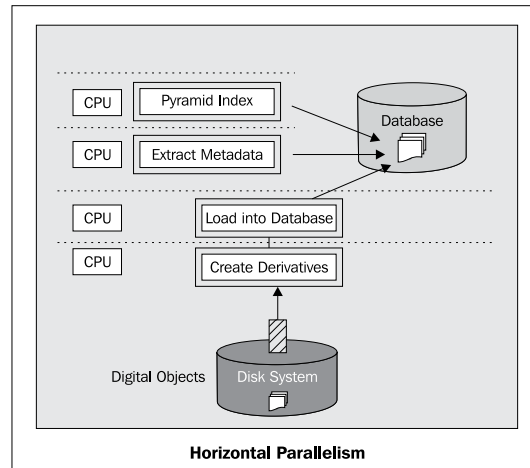 CPU
Pyramid Index
Database
CPU
Extract Metadata
CPU
Load into Database
CPU
Create Derivatives
Digital Objects
Disk System
Horizontal Parallelism